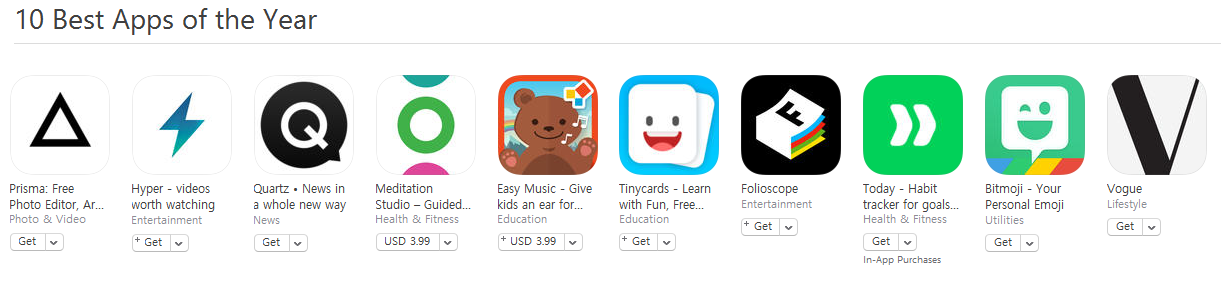 10 Best Apps of the Year
Prisma: Free
Photo Editor, Ar...
Photo & Video
Get
Hyper - videos
worth watching
Entertainment
+ Get
Q
Quartz • News in
a whole new way
News
Get
Meditation
Studio – Guided...
Health & Fitness
USD 3.99
Easy Music - Give
kids an ear for...
Education
+ USD 3.99
Tinycards - Learn
with Fun, Free...
Education
+ Get
F
Folioscope
Entertainment
+ Get
Today - Habit
tracker for goals...
Health & Fitness
Get
In-App Purchases
Bitmoji - Your
Personal Emoji
Utilities
Get
V
Vogue
Lifestyle
Get